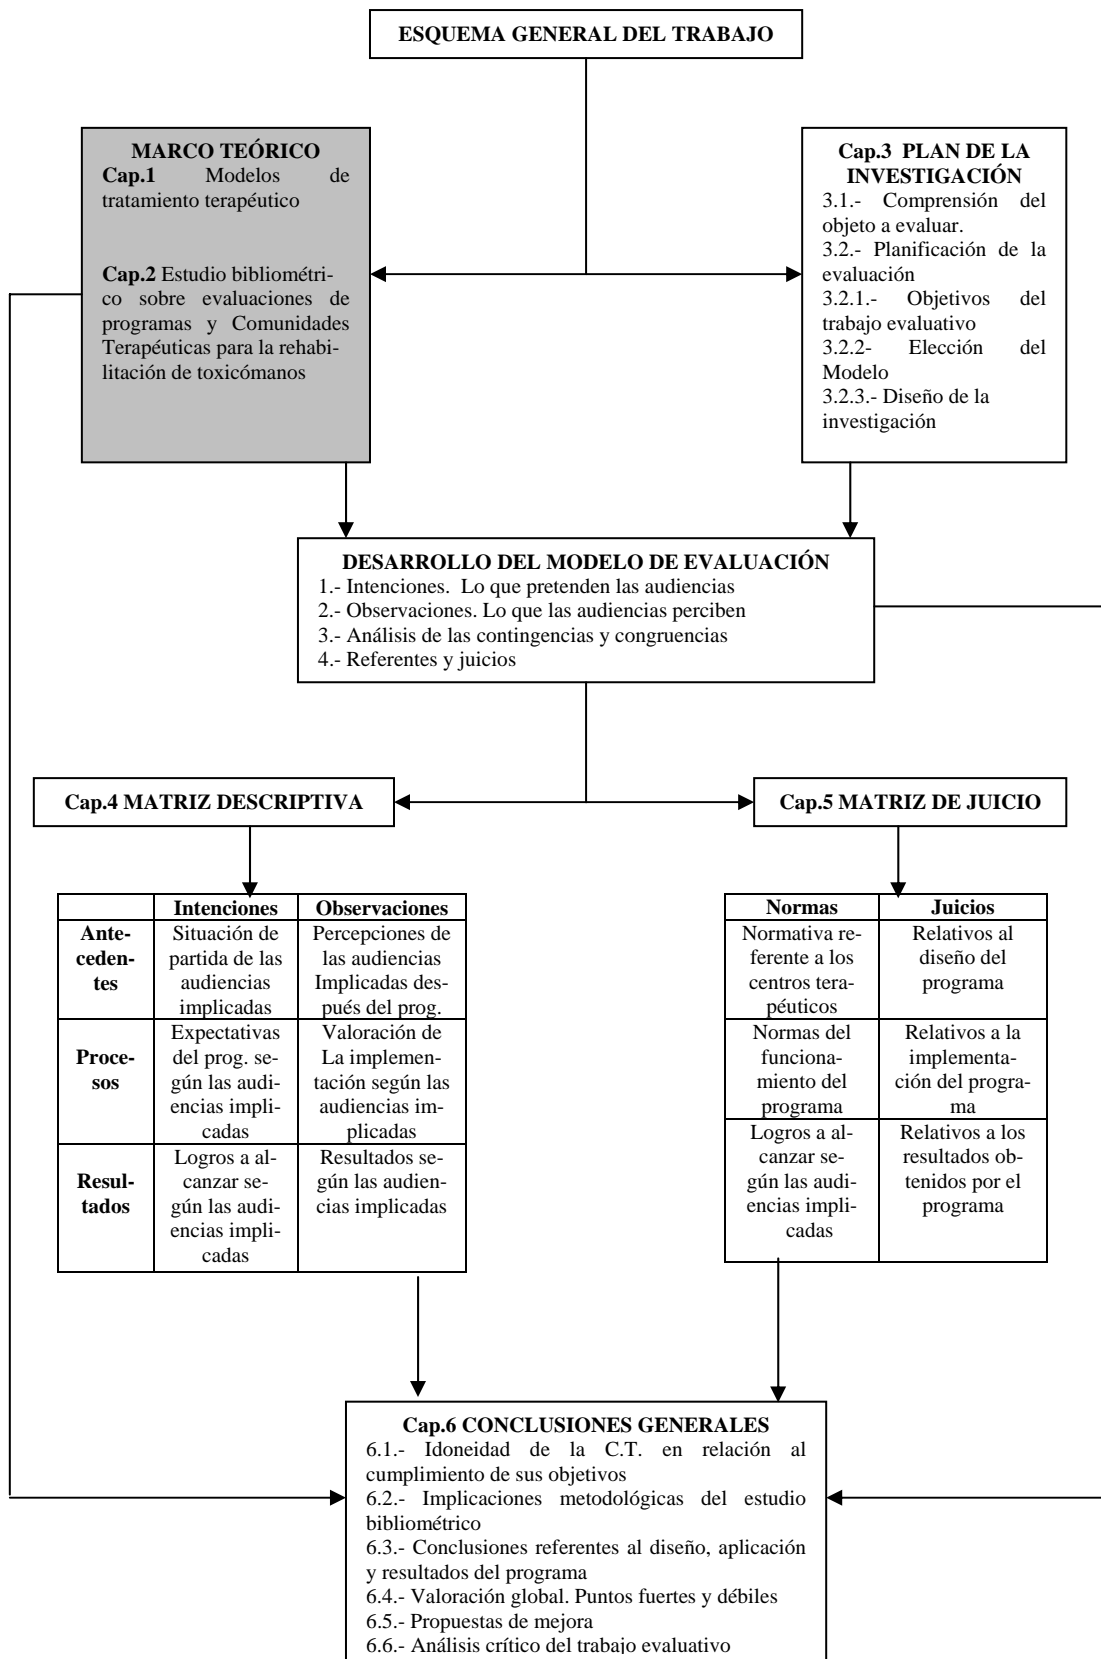 ESQUEMA GENERAL DEL TRABAJO
MARCO TEÓRICO
Cap.1 Modelos de
tratamiento terapéutico
Cap.2 Estudio bibliométri-
co sobre evaluaciones de
programas y Comunidades
Terapéuticas para la rehabi-
litación de toxicómanos
Cap.3 PLAN DE LA
INVESTIGACIÓN
3.1.- Comprensión del
objeto a evaluar.
3.2.- Planificación de la
evaluación
3.2.1.- Objetivos del
trabajo evaluativo
3.2.2- Elección del
Modelo
3.2.3.- Diseño de la
investigación
DESARROLLO DEL MODELO DE EVALUACIÓN
1.- Intenciones. Lo que pretenden las audiencias
2.- Observaciones. Lo que las audiencias perciben
3.- Análisis de las contingencias y congruencias
4.- Referentes y juicios
Cap.4 MATRIZ DESCRIPTIVA
Cap.5 MATRIZ DE JUICIO
Intenciones
Observaciones
Ante-
ceden-
tes
Situación de
partida de las
audiencias
implicadas
Percepciones de
las audiencias
Implicadas des-
pués del prog.
Proce-
sos
Expectativas
del prog. se-
gún las audi-
encias impli-
cadas
Valoración de
La implemen-
tación según las
audiencias im-
plicadas
Resul-
tados
Logros a al-
canzar se-
gún las audi-
encias impli-
cadas
Resultados se-
gún las audien-
cias implicadas
Normas
Juicios
Normativa re-
ferente a los
centros tera-
péuticos
Relativos al
diseño del
programa
Normas del
funciona-
miento del
programa
Relativos a la
implementa-
ción del progra-
ma
Logros a al-
canzar se-
gún las audi-
encias impli-
cadas
Relativos a los
resultados ob-
tenidos por el
programa
Cap.6 CONCLUSIONES GENERALES
6.1.- Idoneidad de la C.T. en relación al
cumplimiento de sus objetivos
6.2.- Implicaciones metodológicas del estudio
bibliométrico
6.3.- Conclusiones referentes al diseño, aplicación
y resultados del programa
6.4.- Valoración global. Puntos fuertes y débiles
6.5.- Propuestas de mejora
6.6.- Análisis crítico del trabajo evaluativo